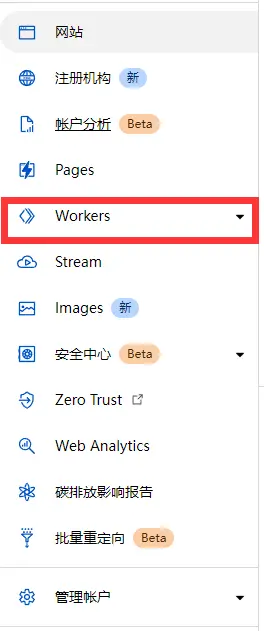 网站
注册机构 新
帐户分析 Beta
Pages
Workers
Stream
Images 新
安全中心 Beta
Zero Trust
Web Analytics
碳排放影响报告
批量重定向 Beta
管理帐户